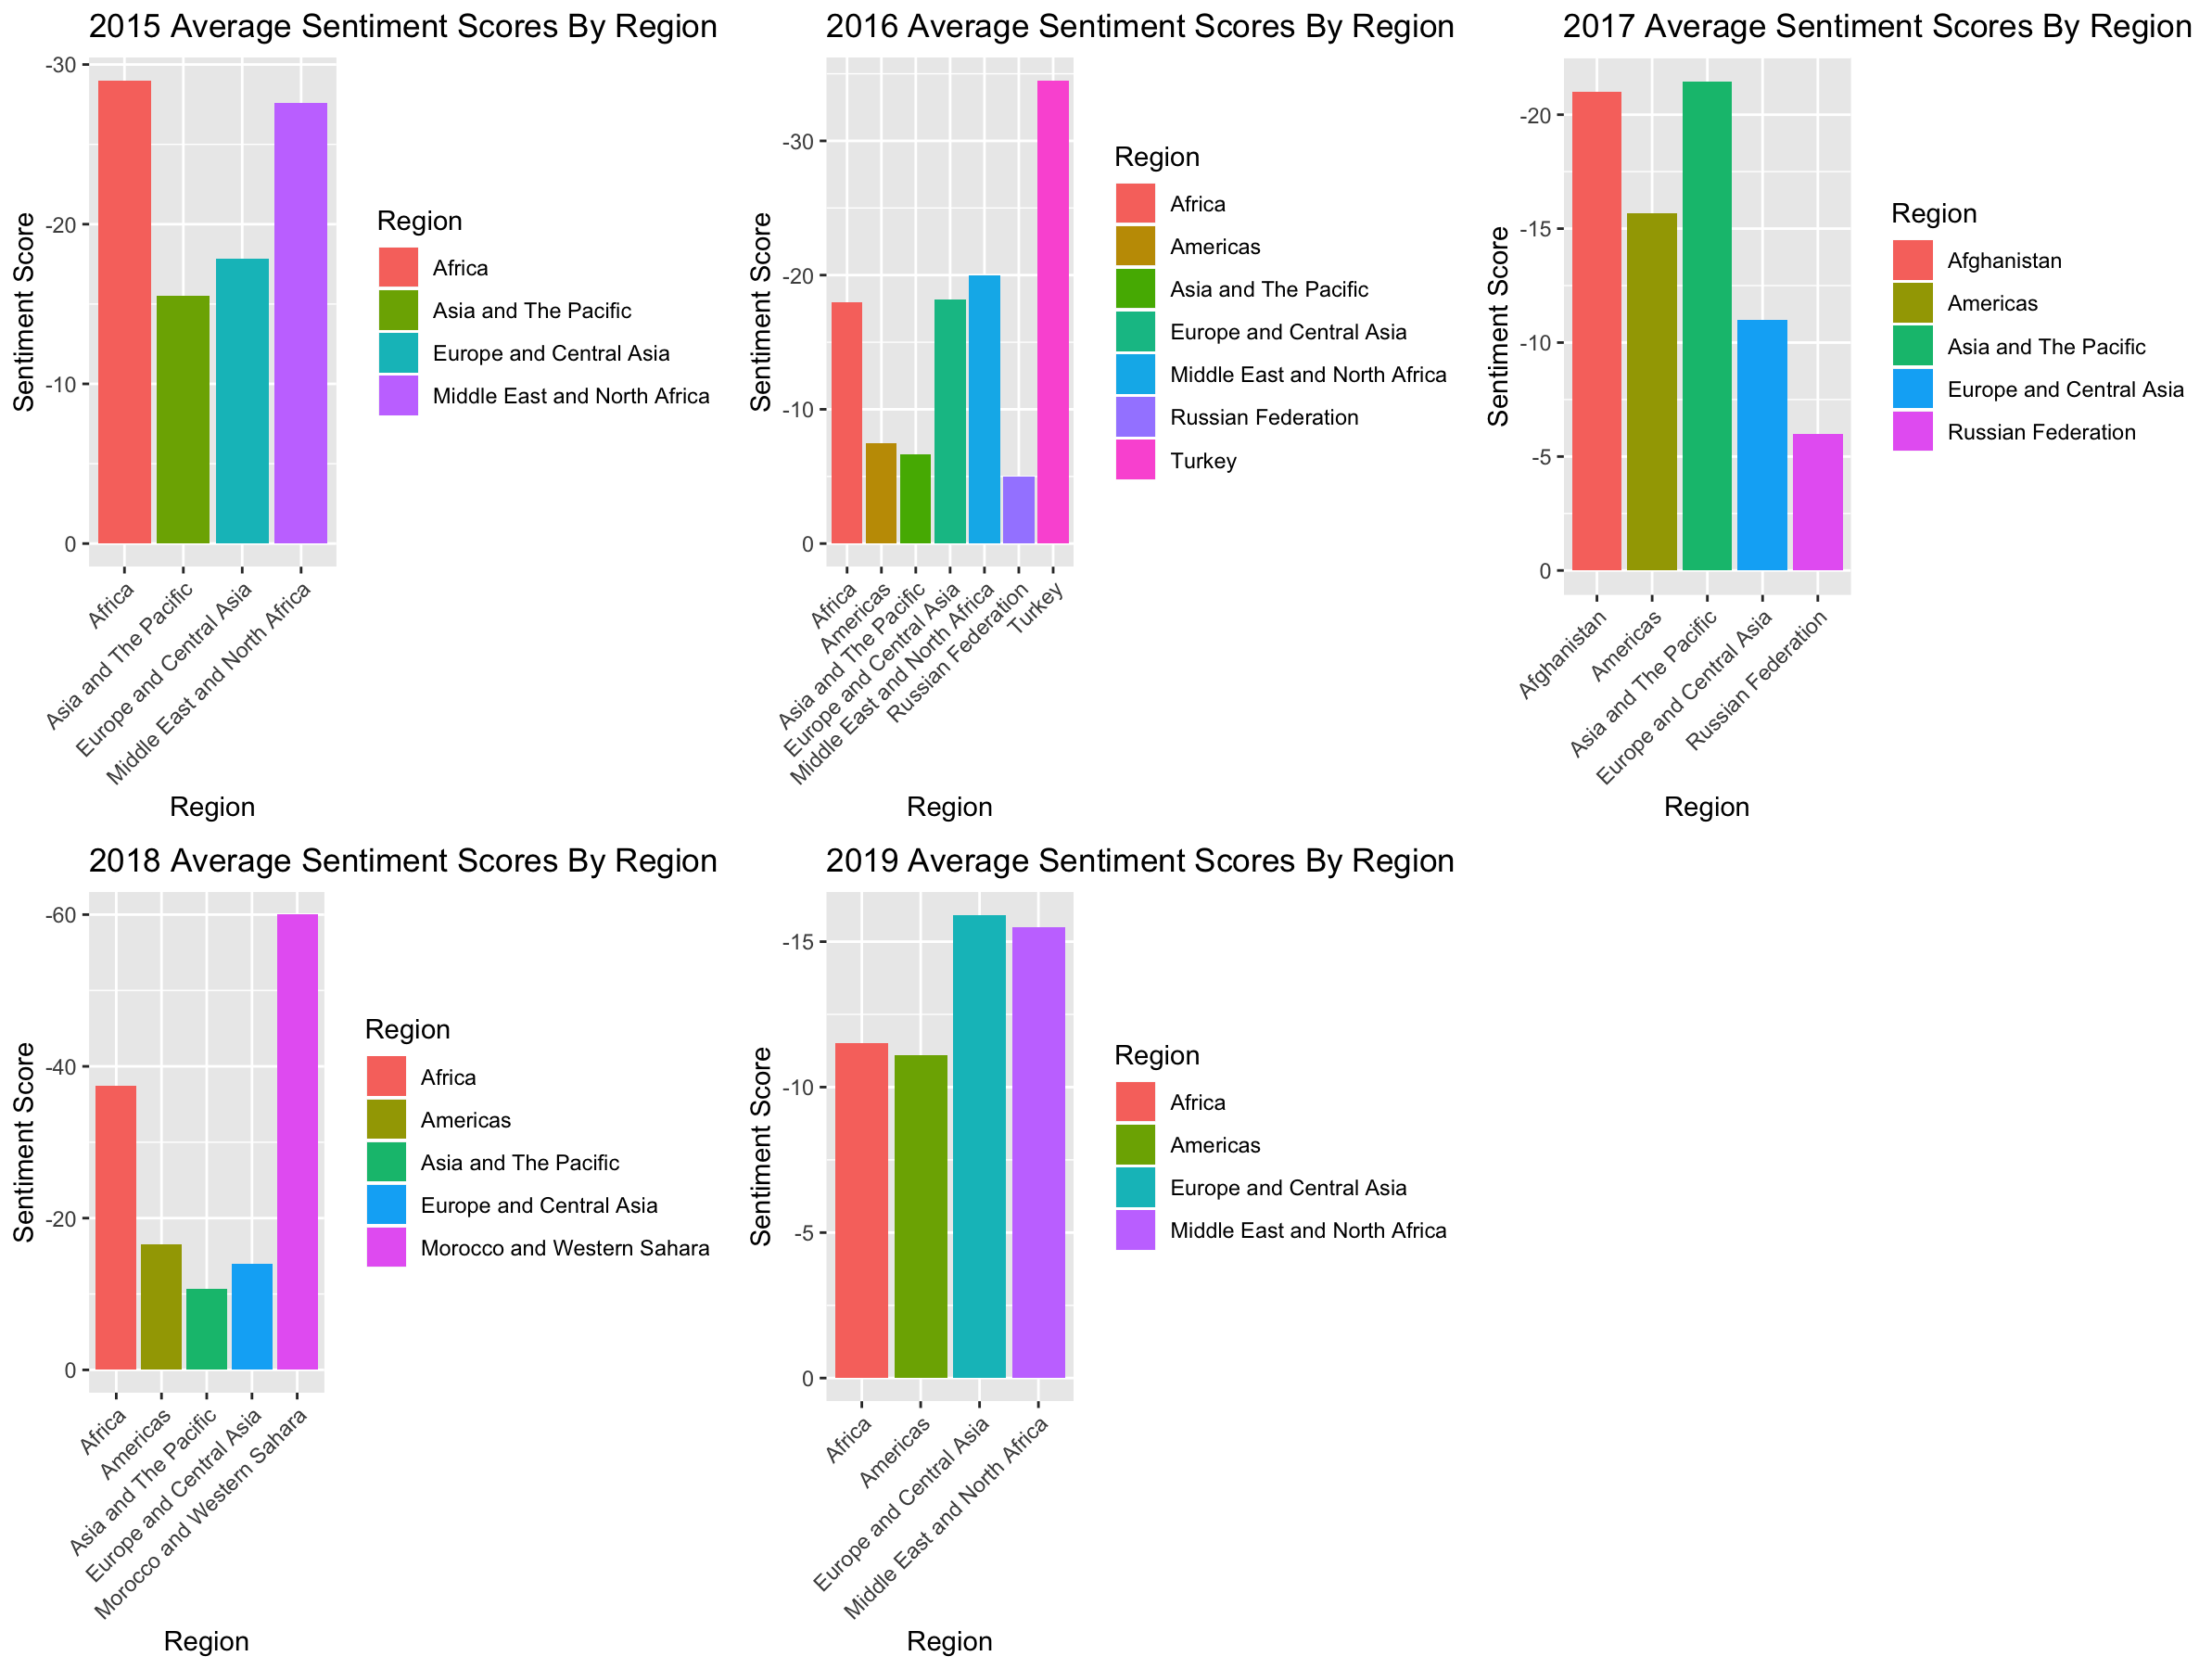 2015 Average Sentiment Scores By Region
-30
-20
-10
0
Sentiment Score
Africa
Asia and The Pacific
Europe and Central Asia
Middle East and North Africa
Region
Region
Africa
Asia and The Pacific
Europe and Central Asia
Middle East and North Africa
2016 Average Sentiment Scores By Region
-30
-20
-10
0
Sentiment Score
Africa
Americas
Asia and The Pacific
Europe and Central Asia
Middle East and North Africa
Russian Federation
Turkey
Region
Region
Africa
Americas
Asia and The Pacific
Europe and Central Asia
Middle East and North Africa
Russian Federation
Turkey
2017 Average Sentiment Scores By Region
-20
-15
-10
-5
0
Sentiment Score
Afghanistan
Americas
Asia and The Pacific
Europe and Central Asia
Russian Federation
Region
Region
Afghanistan
Americas
Asia and The Pacific
Europe and Central Asia
Russian Federation
2018 Average Sentiment Scores By Region
-60
-40
-20
0
Sentiment Score
Africa
Americas
Asia and The Pacific
Europe and Central Asia
Morocco and Western Sahara
Region
Region
Africa
Americas
Asia and The Pacific
Europe and Central Asia
Morocco and Western Sahara
2019 Average Sentiment Scores By Region
-15
-10
-5
0
Sentiment Score
Africa
Americas
Europe and Central Asia
Middle East and North Africa
Region
Region
Africa
Americas
Europe and Central Asia
Middle East and North Africa